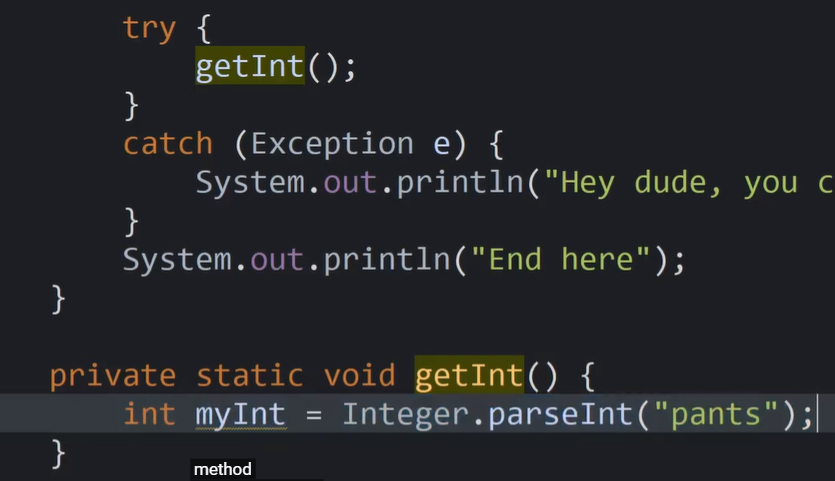 try {
getInt();
}
catch (Exception e) {
System.out.println("Hey dude, you c
}
System.out.println("End here");
}
private static void getInt() {
int myInt = Integer.parseInt("pants");
}
method